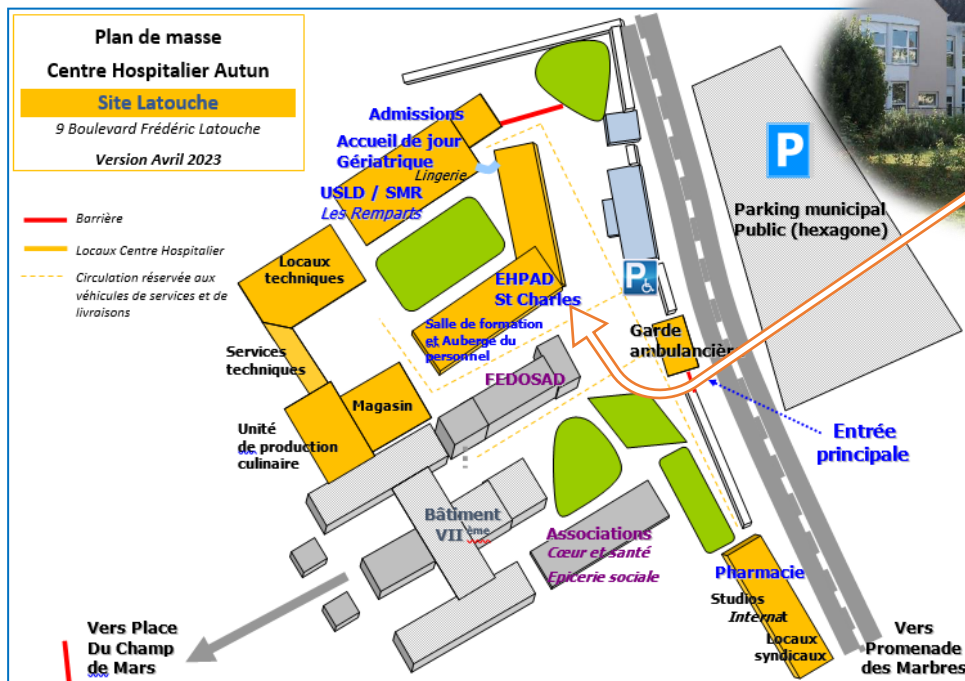 Plan de masse
Centre Hospitalier Autun
Site Latouche
9 Boulevard Frédéric Latouche
Version Avril 2023
Barrière
Locaux Centre Hospitalier
Circulation réservée aux
véhicules de services et de
livraisons
Admissions
Accueil de jour
Gériatrique
Lingerie
USLD / SMR
Les Remparts
Locaux
techniques
EHPAD
St Charles
Salle de formation
et Auberge du
personnel
P
P
Parking municipal
Public (hexagone)
Garde
ambulancière
Services
techniques
FEDOSAD
Magasin
Unité
de production
culinaire
Entrée
principale
Bâtiment
VII ème
Associations
Cœur et santé
Epicerie sociale
Pharmacie
Studios
Internat
Locaux
syndicaux
Vers Place
Du Champ
de Mars
Vers
Promenade
des Marbres